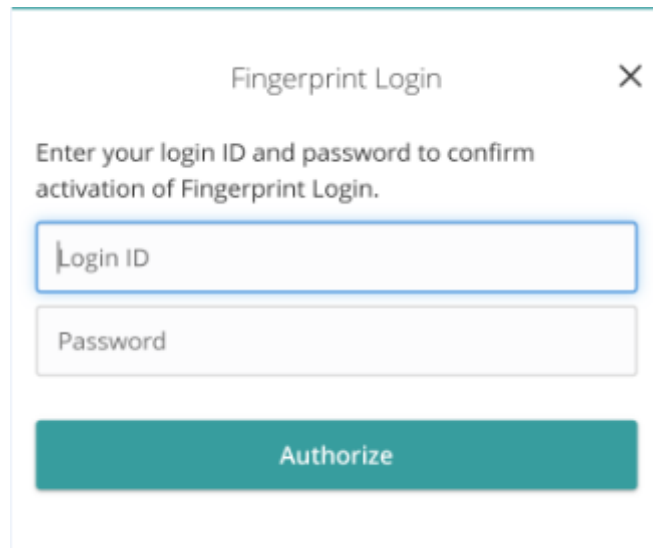 Fingerprint Login
Enter your login ID and password to confirm
activation of Fingerprint Login.
Login ID
Password
Authorize